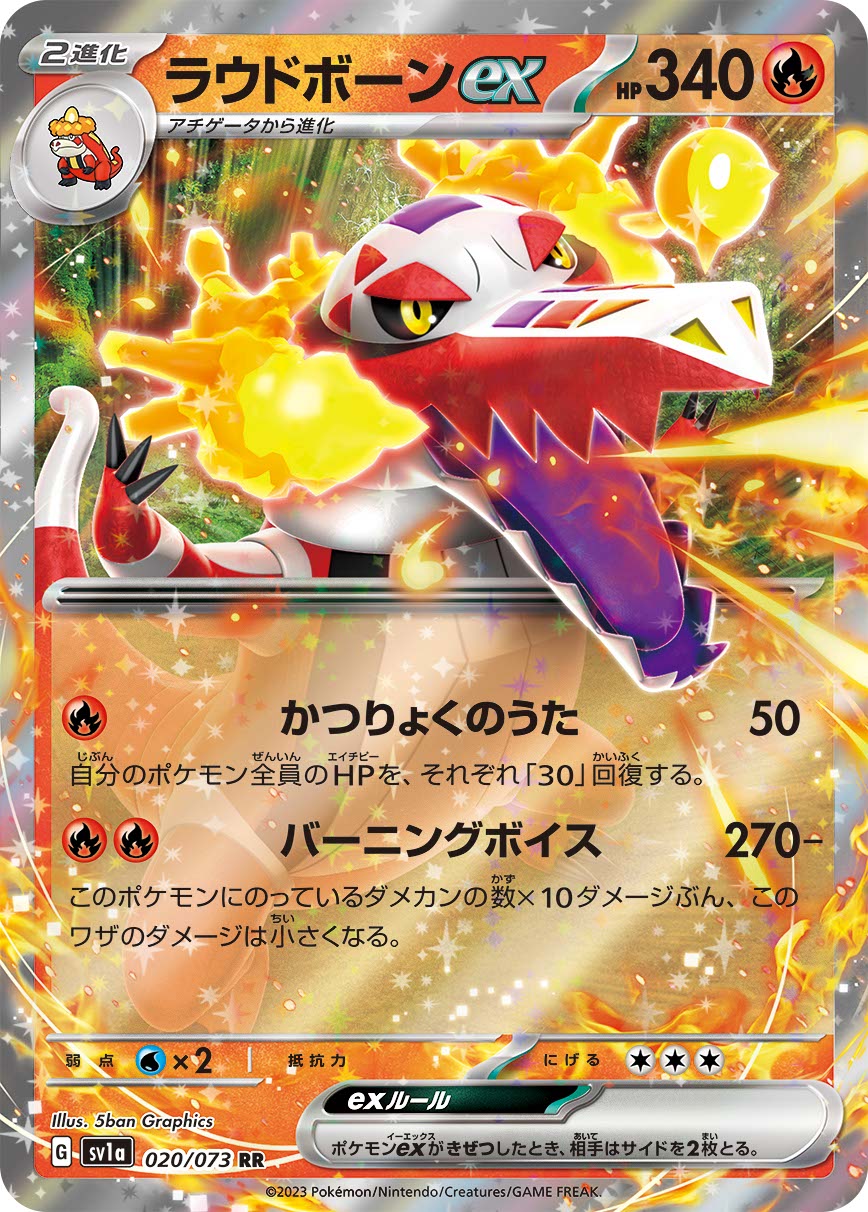 2進化
ラウドボーンex
HP 340
アチゲータから進化
かつりょくのうた 50
自分のポケモン全員のHPを、それぞれ「30」回復する。
バーニングボイス 270−
このポケモンにのっているダメカンの数×10ダメージぶん、この
ワザのダメージは小さくなる。
弱点 ×2 抵抗力 にげる
exルール
ポケモンexがきぜつしたとき、相手はサイドを2枚とる。
Illus. 5ban Graphics
G sv1a 020/073 RR
©2023 Pokémon/Nintendo/Creatures/GAME FREAK.